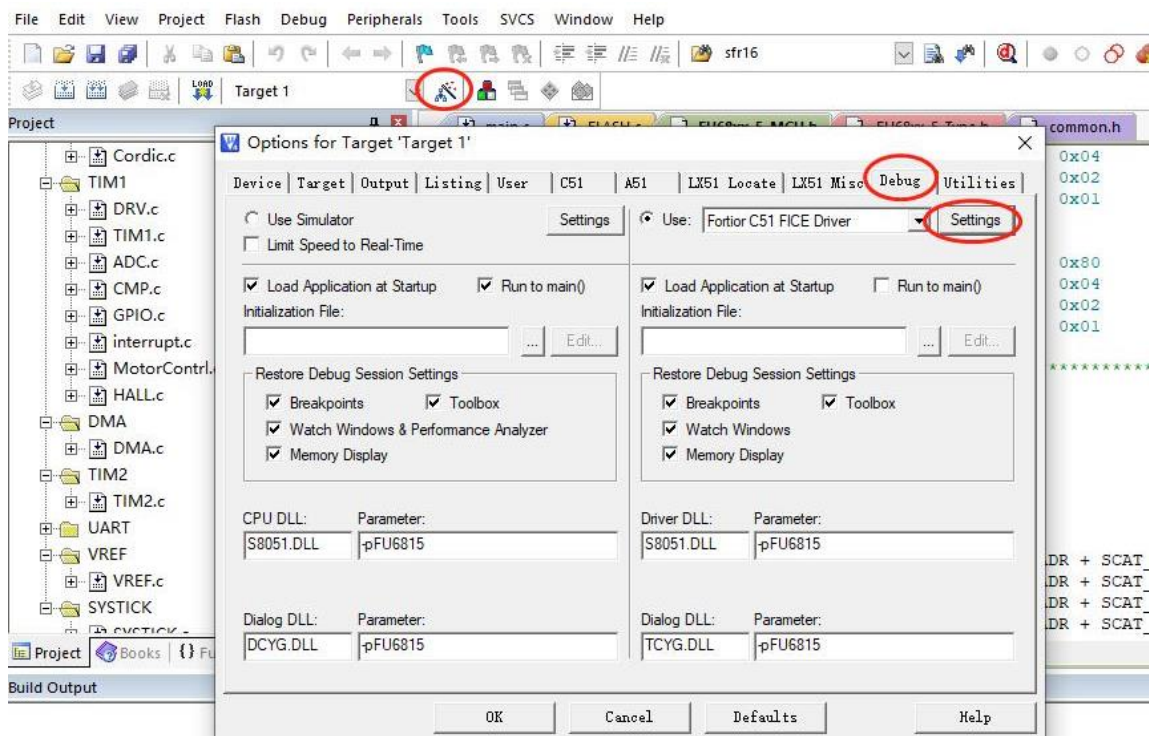 File Edit View Project Flash Debug Peripherals Tools SVCS Window Help
sfr16
LOAD Target 1
Project
Cordic.c
TIM1
DRV.c
TIM1.c
ADC.c
CMP.c
GPIO.c
interrupt.c
MotorContrl.
HALL.c
DMA
DMA.c
TIM2
TIM2.c
UART
VREF
VREF.c
SYSTICK
Project Books {} Fu
Build Output
common.h
Options for Target 'Target 1'
Device Target Output Listing User C51 A51 LX51 Locate LX51 Misc Debug Utilities
Use Simulator Settings
Limit Speed to Real-Time
Load Application at Startup Run to main()
Initialization File:
... Edit...
Restore Debug Session Settings
Breakpoints Toolbox
Watch Windows & Performance Analyzer
Memory Display
CPU DLL: Parameter:
S8051.DLL -pFU6815
Dialog DLL: Parameter:
DCYG.DLL -pFU6815
Use: Fortior C51 FICE Driver Settings
Load Application at Startup Run to main()
Initialization File:
... Edit...
Restore Debug Session Settings
Breakpoints Toolbox
Watch Windows
Memory Display
Driver DLL: Parameter:
S8051.DLL -pFU6815
Dialog DLL: Parameter:
TCYG.DLL -pFU6815
OK Cancel Defaults Help
0x04
0x02
0x01
0x80
0x04
0x02
0x01
**********
DR + SCAT_
DR + SCAT_
DR + SCAT_
DR + SCAT_